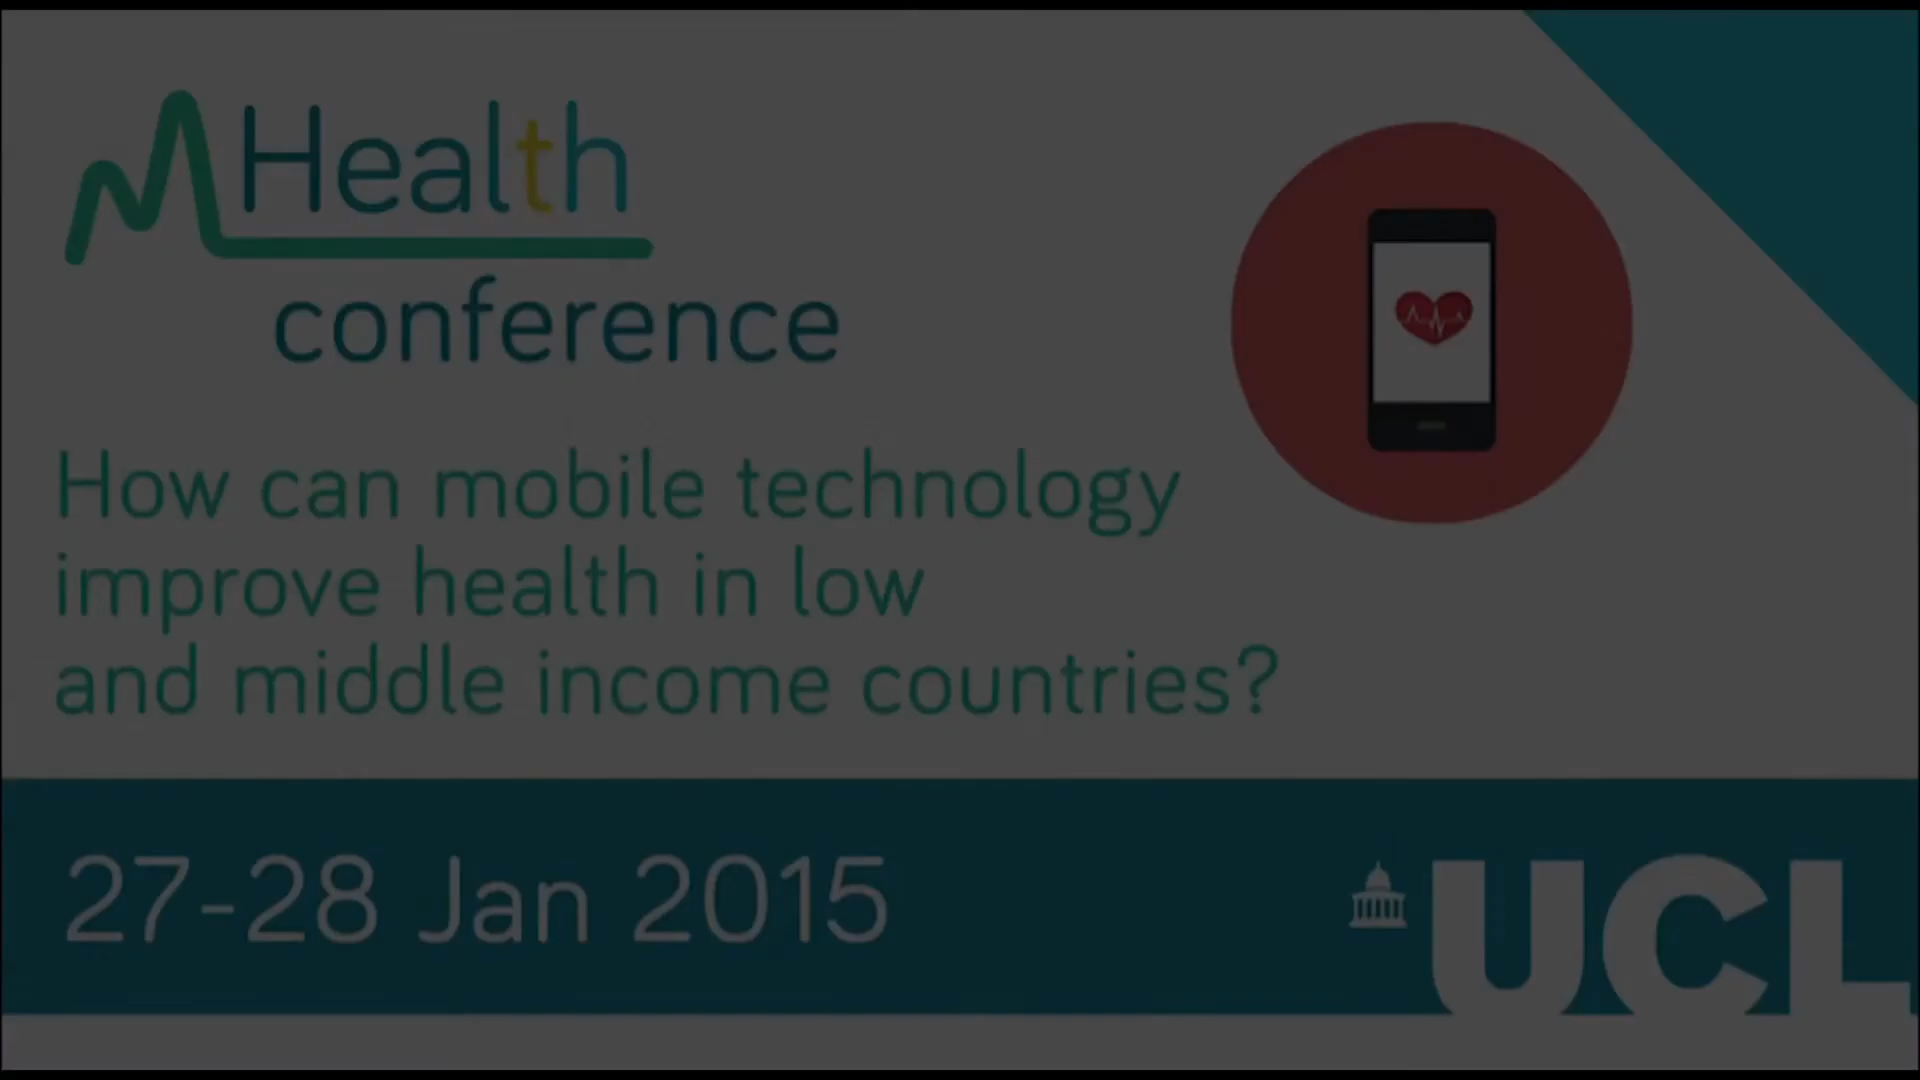 MHealth
conference
How can mobile technology
improve health in low
and middle income countries?
27-28 Jan 2015
UCL